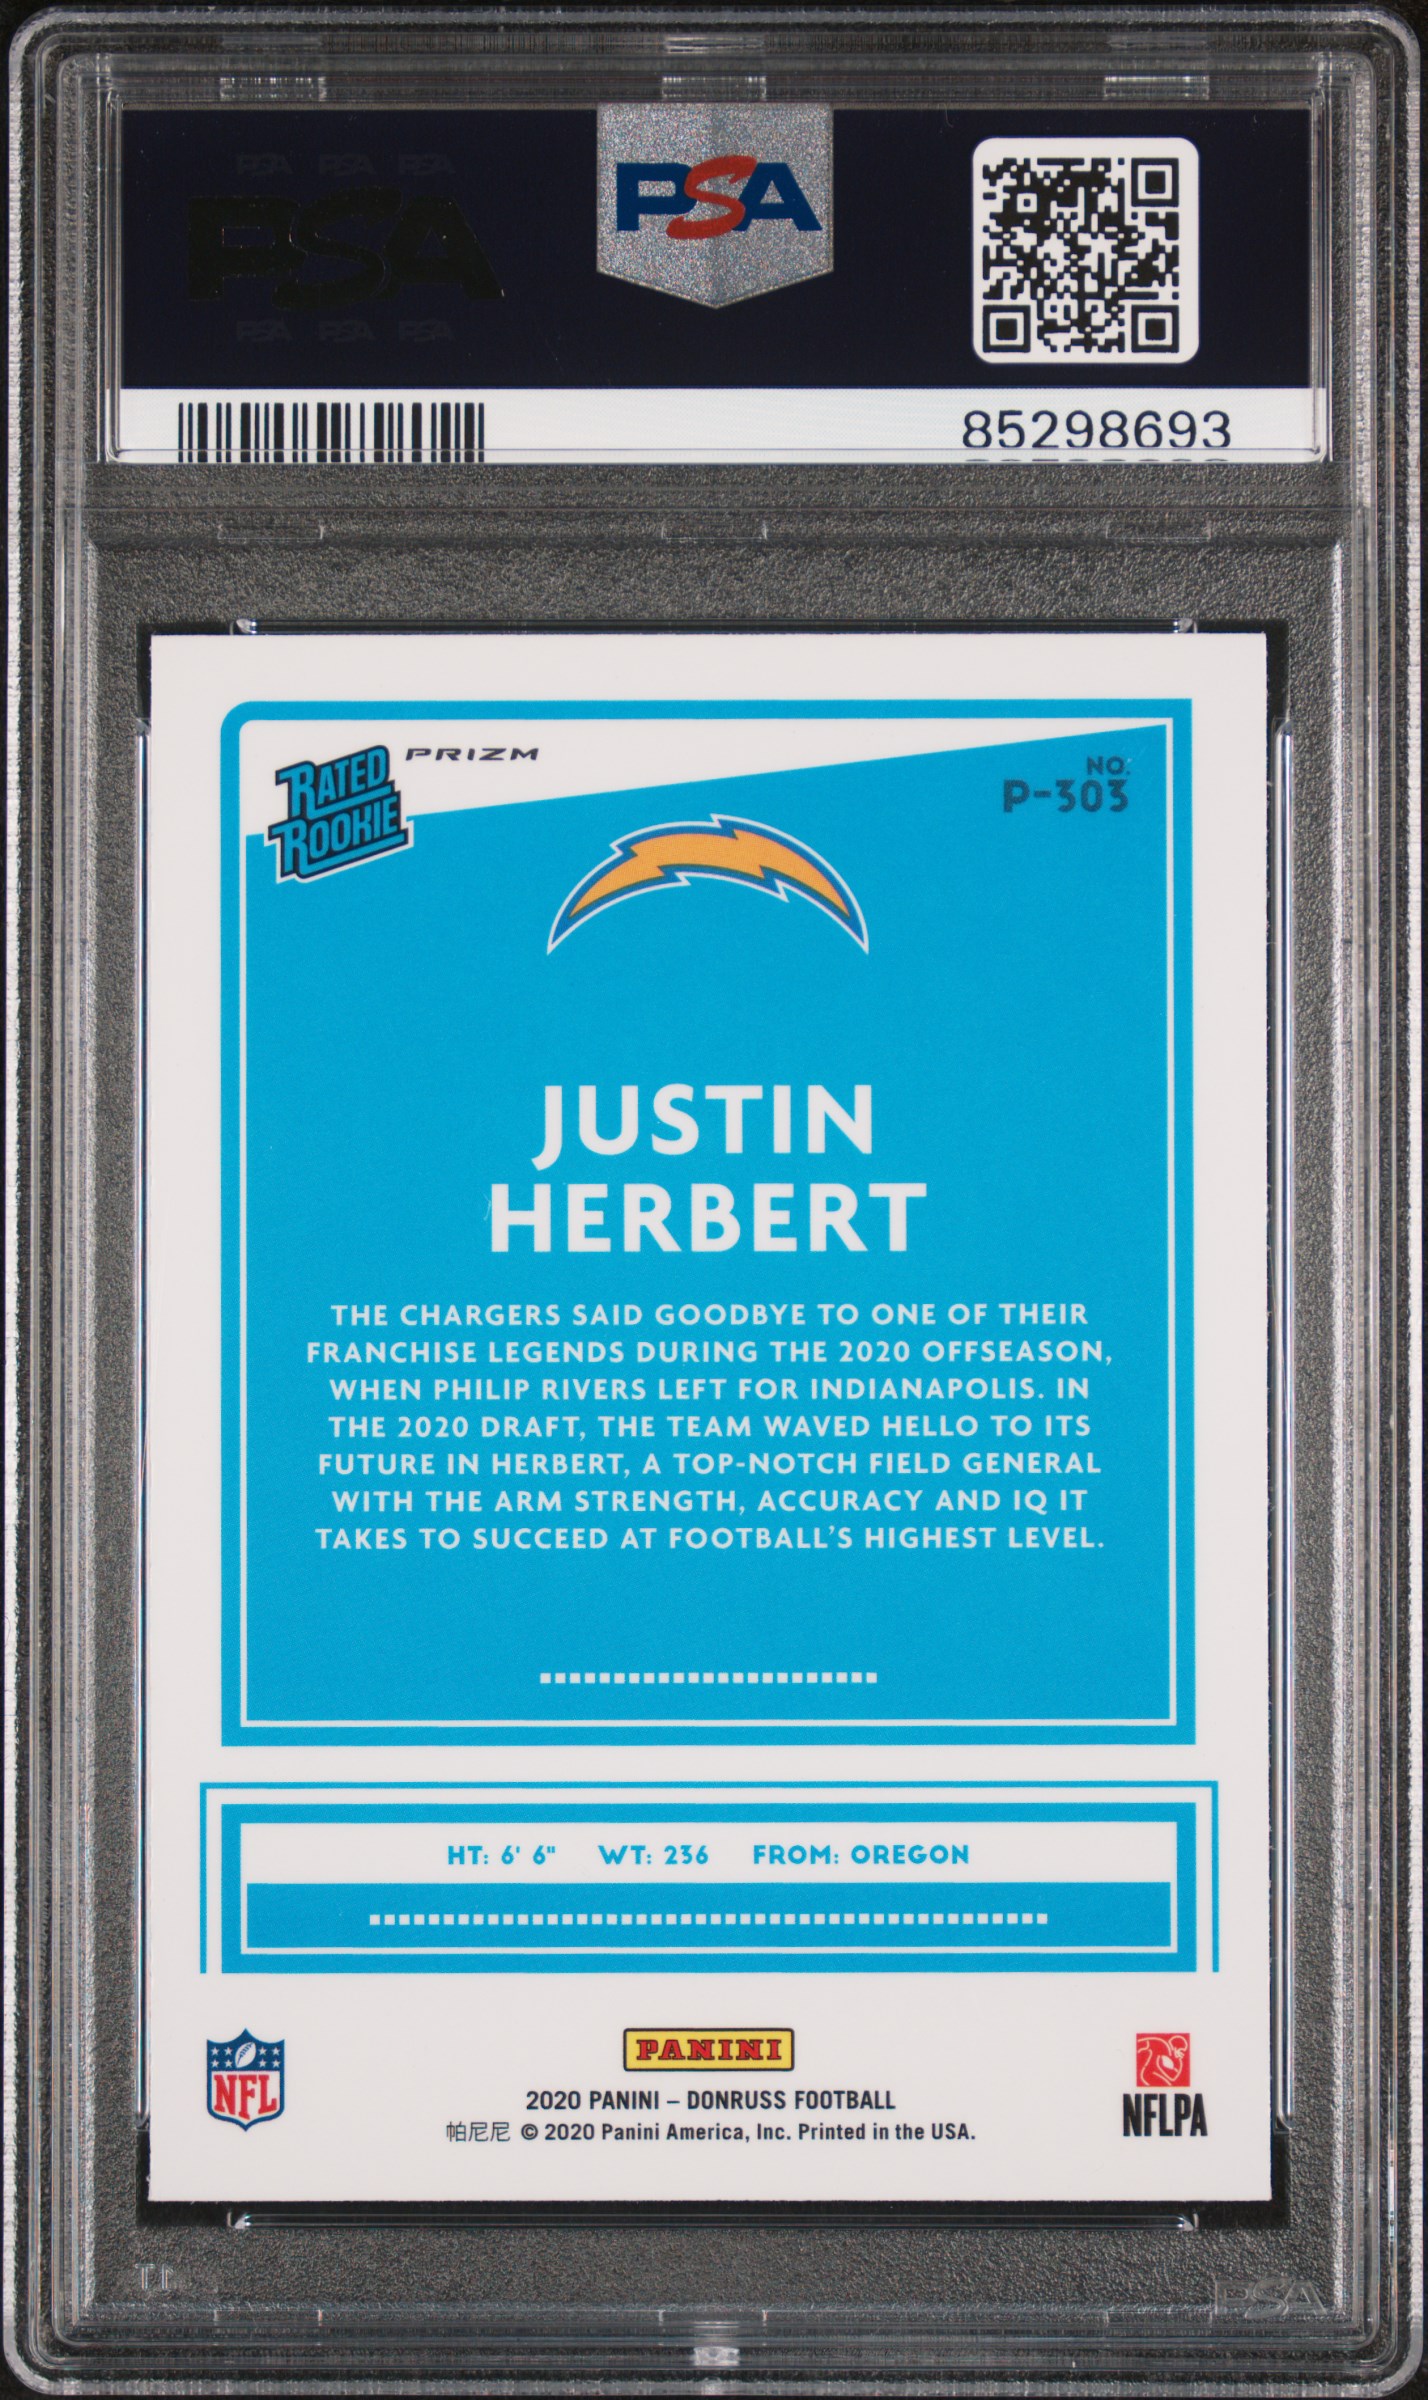 PSA PSA PSA
PSA
PSA PSA PSA
PSA
85298693
RATED
ROOKIE
PRIZM
NO.
P-303
JUSTIN
HERBERT
THE CHARGERS SAID GOODBYE TO ONE OF THEIR
FRANCHISE LEGENDS DURING THE 2020 OFFSEASON,
WHEN PHILIP RIVERS LEFT FOR INDIANAPOLIS. IN
THE 2020 DRAFT, THE TEAM WAVED HELLO TO ITS
FUTURE IN HERBERT, A TOP-NOTCH FIELD GENERAL
WITH THE ARM STRENGTH, ACCURACY AND IQ IT
TAKES TO SUCCEED AT FOOTBALL'S HIGHEST LEVEL.
HT: 6' 6" WT: 236 FROM: OREGON
NFL
PANINI
NFLPA
2020 PANINI – DONRUSS FOOTBALL
帕尼尼 © 2020 Panini America, Inc. Printed in the USA.
PSA